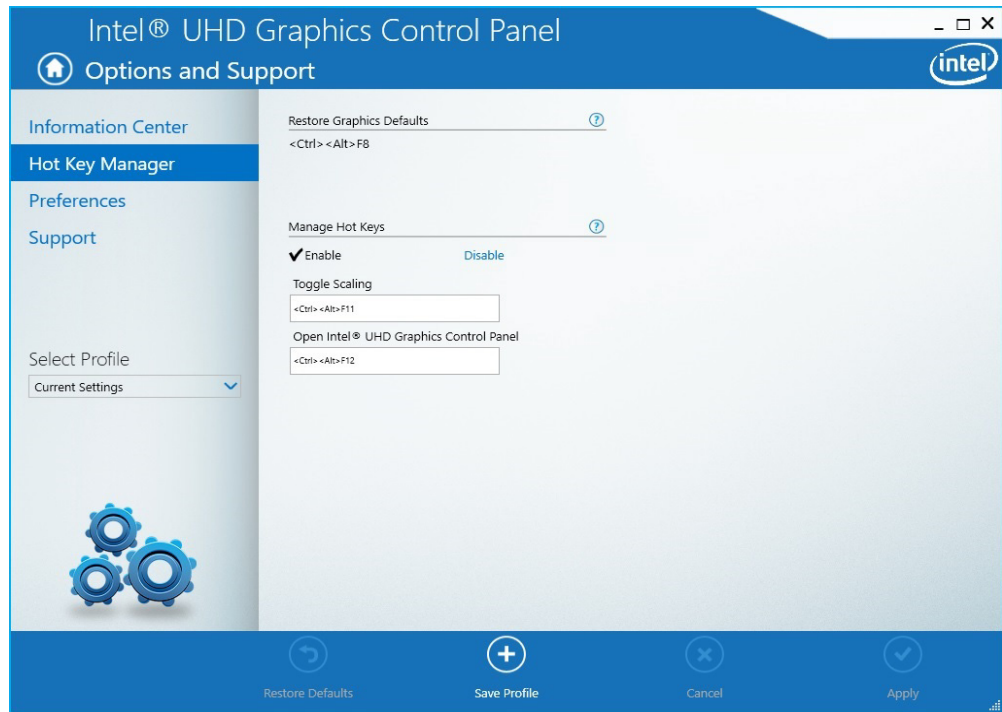 Intel® UHD Graphics Control Panel
Options and Support
intel
Information Center
Hot Key Manager
Preferences
Support
Select Profile
Current Settings
Restore Graphics Defaults
<Ctrl><Alt>F8
Manage Hot Keys
Enable
Disable
Toggle Scaling
<Ctrl><Alt>F11
Open Intel® UHD Graphics Control Panel
<Ctrl><Alt>F12
Restore Defaults
Save Profile
Cancel
Apply